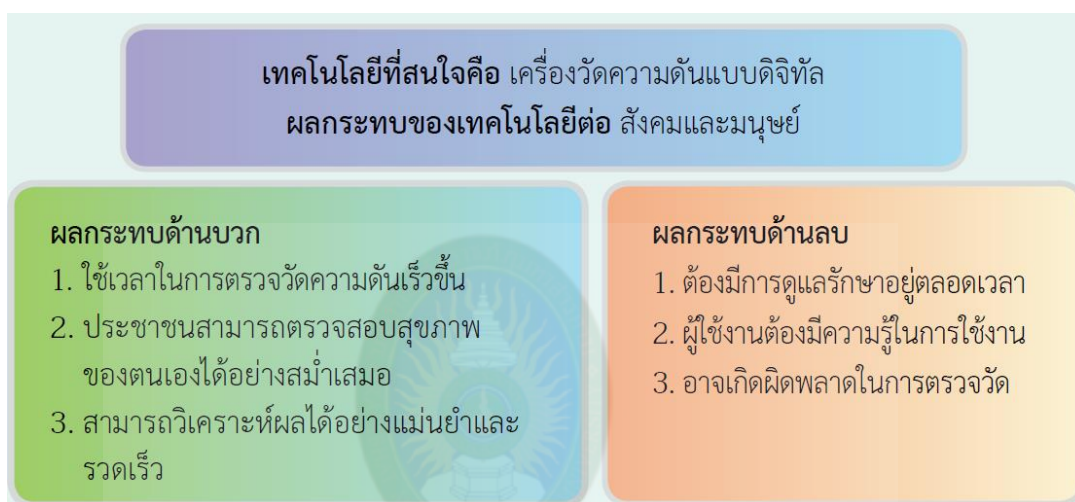 เทคโนโลยีที่สนใจคือ เครื่องวัดความดันแบบดิจิทัล
ผลกระทบของเทคโนโลยีต่อ สังคมและมนุษย์
ผลกระทบด้านบวก
1. ใช้เวลาในการตรวจวัดความดันเร็วขึ้น
2. ประชาชนสามารถตรวจสอบสุขภาพ
ของตนเองได้อย่างสม่ำเสมอ
3. สามารถวิเคราะห์ผลได้อย่างแม่นยำและ
รวดเร็ว
ผลกระทบด้านลบ
1. ต้องมีการดูแลรักษาอยู่ตลอดเวลา
2. ผู้ใช้งานต้องมีความรู้ในการใช้งาน
3. อาจเกิดผิดพลาดในการตรวจวัด